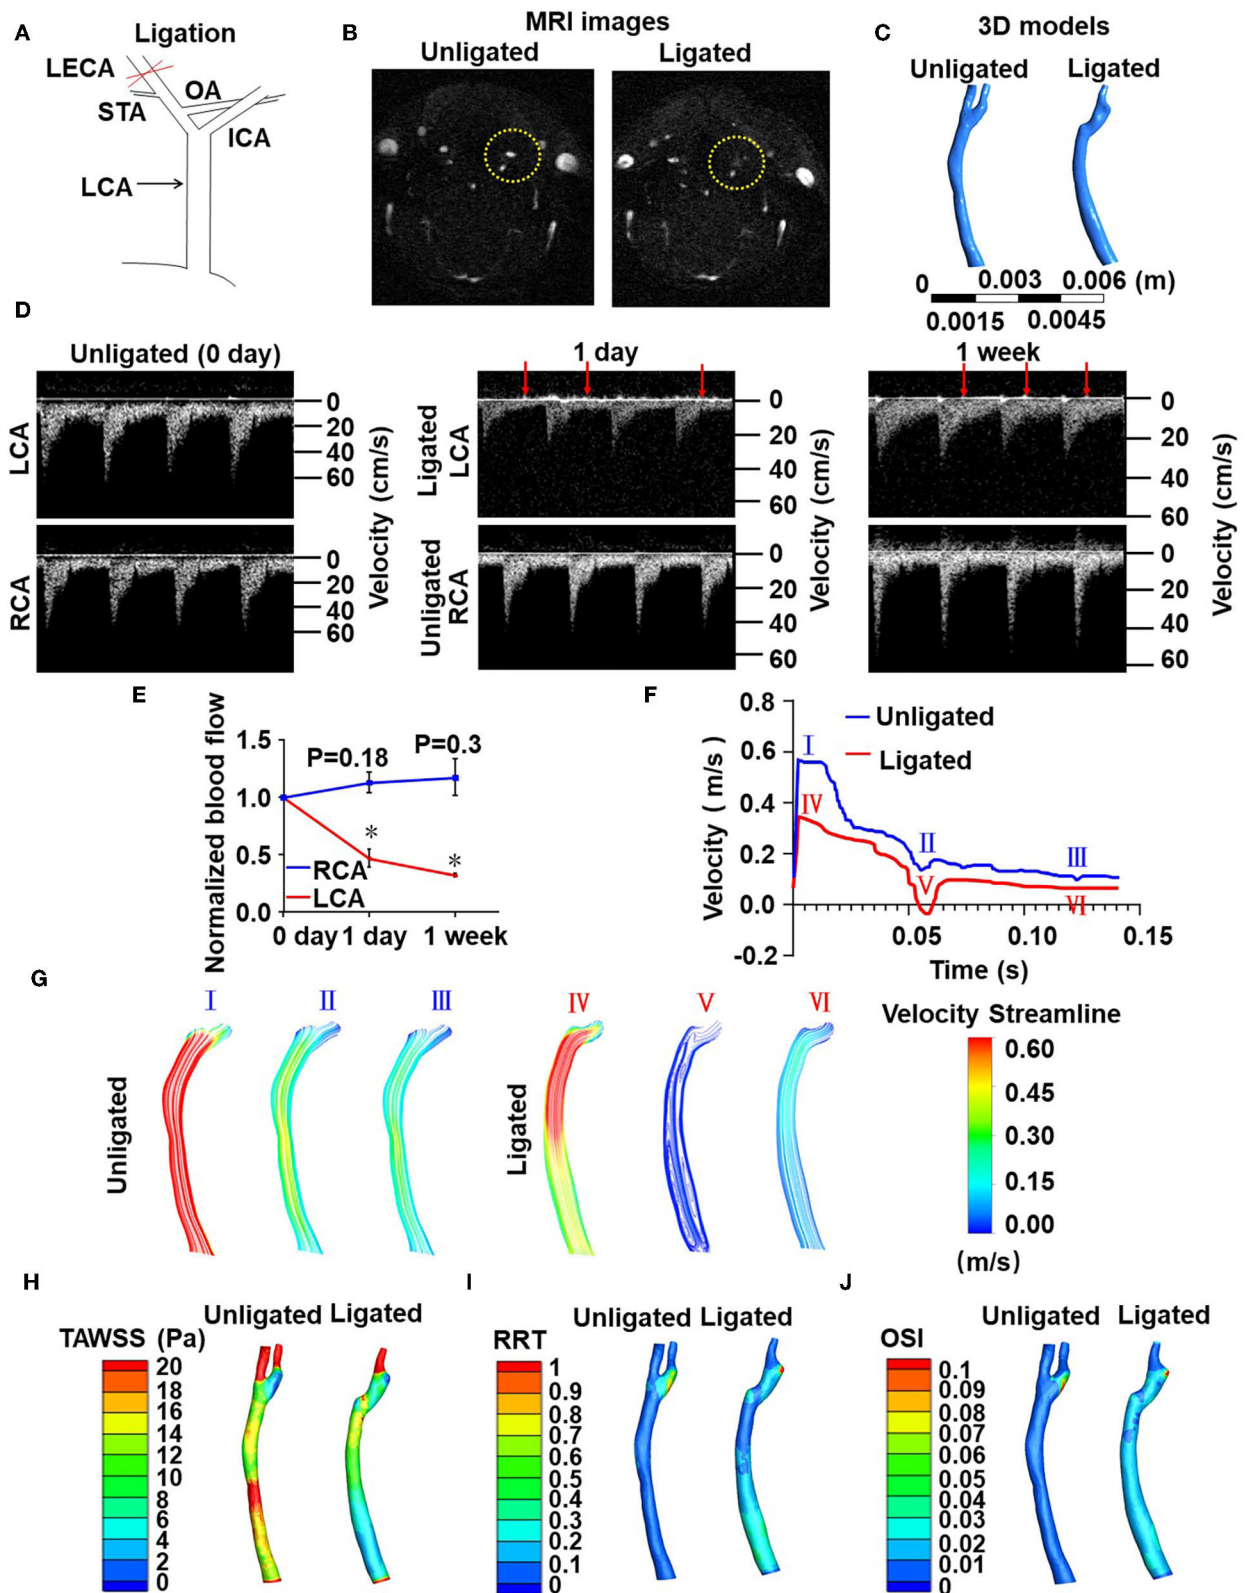 A
Ligation
LECA
OA
STA
ICA
LCA
B
MRI images
Unligated
Ligated
C
3D models
Unligated
Ligated
0
0.003
0.006 (m)
0.0015
0.0045
D
Unligated (0 day)
1 day
1 week
LCA
0
20
40
60
Velocity (cm/s)
RCA
0
20
40
60
Ligated
LCA
0
20
40
60
Velocity (cm/s)
Unligated
RCA
0
20
40
60
0
20
40
60
Velocity (cm/s)
0
20
40
60
E
Normalized blood flow
1.5
1.0
0.5
0.0
P=0.18
P=0.3
*
*
RCA
LCA
0 day
1 day
1 week
F
Velocity ( m/s )
0.8
0.6
0.4
0.2
0.0
-0.2
Unligated
Ligated
I
II
III
IV
V
VI
0.05
0.10
0.15
Time (s)
G
Unligated
I
II
III
Ligated
IV
V
VI
Velocity Streamline
0.60
0.45
0.30
0.15
0.00
(m/s)
H
Unligated
Ligated
TAWSS (Pa)
20
18
16
14
12
10
8
6
4
2
0
I
Unligated
Ligated
RRT
1
0.9
0.8
0.7
0.6
0.5
0.4
0.3
0.2
0.1
0
J
Unligated
Ligated
OSI
0.1
0.09
0.08
0.07
0.06
0.05
0.04
0.03
0.02
0.01
0